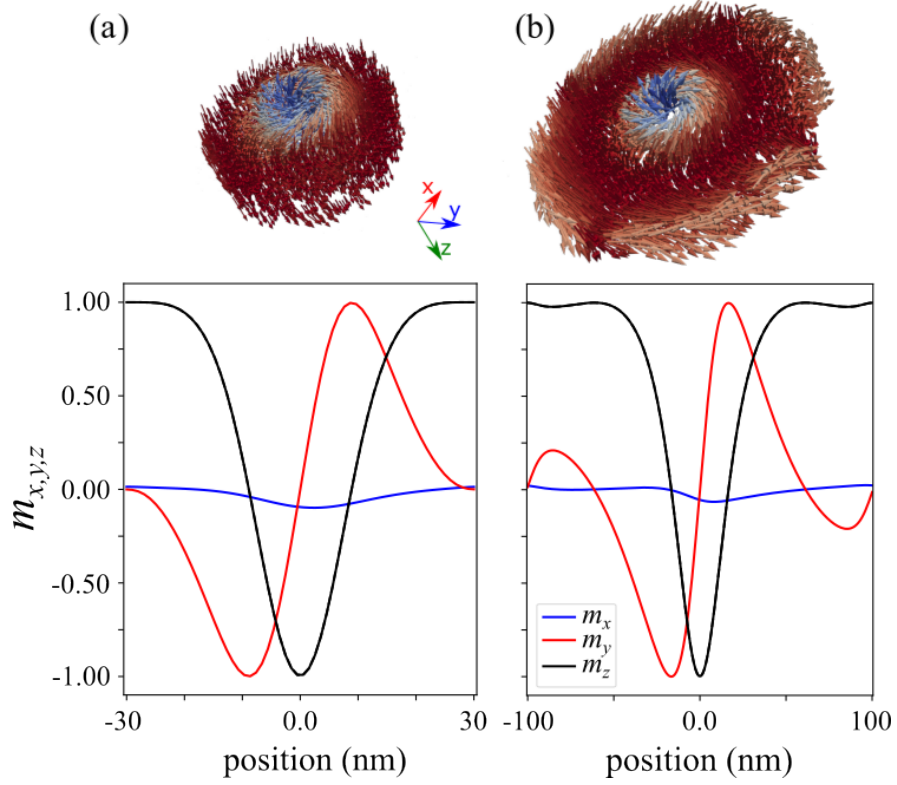 (a) (b)
x
y
z
m_{x,y,z}
1.00
0.50
0.00
-0.50
-1.00
m_x
m_y
m_z
-30 0.0 30 -100 0.0 100
position (nm) position (nm)